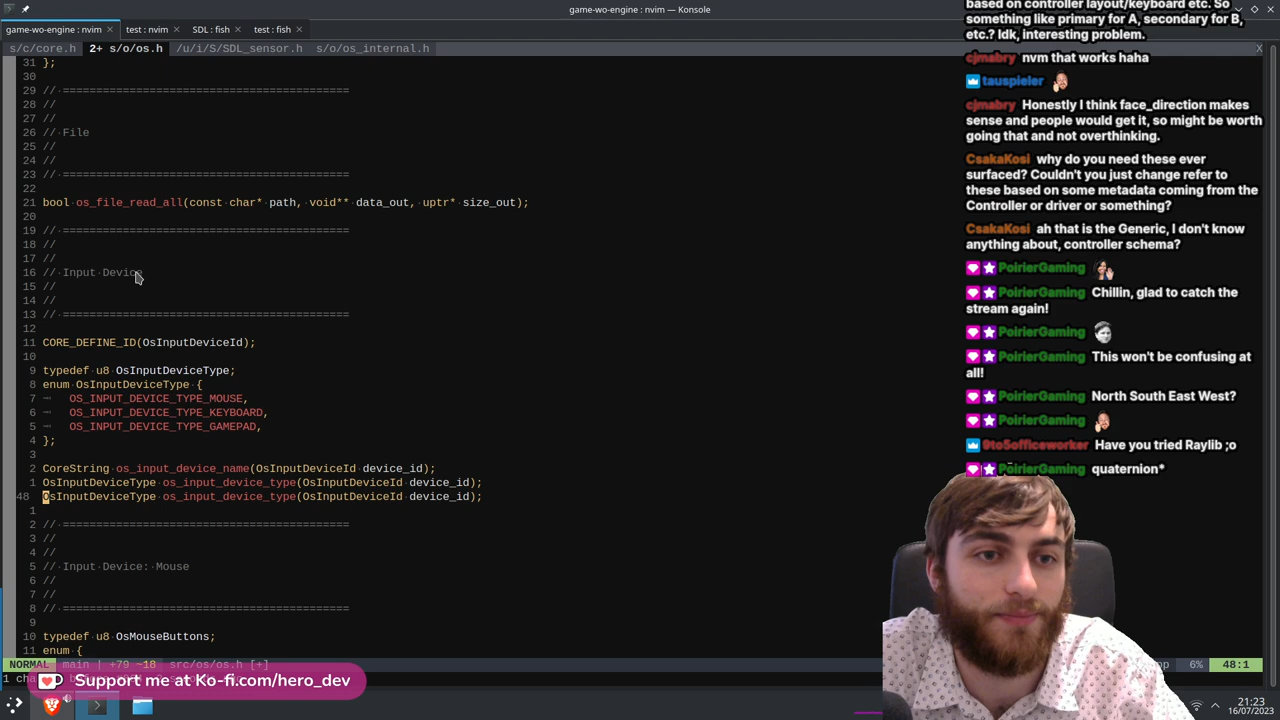 game-wo-engine : nvim — Konsole
game-wo-engine : nvim
test : nvim
SDL : fish
test : fish
s/c/core.h
2+ s/o/os.h
/u/i/S/SDL_sensor.h
s/o/os_internal.h
X
31 };
30
29 // ===========================================
28 //
27 //
26 // File
25 //
24 //
23 // ===========================================
22
21 bool os_file_read_all(const char* path, void** data_out, uptr* size_out);
20
19 // ===========================================
18 //
17 //
16 // Input Device
15 //
14 //
13 // ===========================================
12
11 CORE_DEFINE_ID(OsInputDeviceId);
10
9 typedef u8 OsInputDeviceType;
8 enum OsInputDeviceType {
7 OS_INPUT_DEVICE_TYPE_MOUSE,
6 OS_INPUT_DEVICE_TYPE_KEYBOARD,
5 OS_INPUT_DEVICE_TYPE_GAMEPAD,
4 };
3
2 CoreString os_input_device_name(OsInputDeviceId device_id);
1 OsInputDeviceType os_input_device_type(OsInputDeviceId device_id);
48 OsInputDeviceType os_input_device_type(OsInputDeviceId device_id);
1
2 // ===========================================
3 //
4 //
5 // Input Device: Mouse
6 //
7 //
8 // ===========================================
9
10 typedef u8 OsMouseButtons;
11 enum {
NORMAL main | +79 ~18 src/os/os.h [+]
6% 48:1
Support me at Ko-fi.com/hero_dev
21:23
16/07/2023
based on controller layout/keyboard etc. So
something like primary for A, secondary for B,
etc.? Idk, interesting problem.
cjmabry nvm that works haha
tauspieler
cjmabry Honestly I think face_direction makes
sense and people would get it, so might be worth
going that and not overthinking.
CsakaKosi why do you need these ever
surfaced? Couldn't you just change refer to
these based on some metadata coming from the
Controller or driver or something?
CsakaKosi ah that is the Generic, I don't know
anything about, controller schema?
PoirierGaming
PoirierGaming Chillin, glad to catch the
stream again!
PoirierGaming
PoirierGaming This won't be confusing at
all!
PoirierGaming North South East West?
PoirierGaming
9to5officeworker Have you tried Raylib ;o
PoirierGaming quaternion*